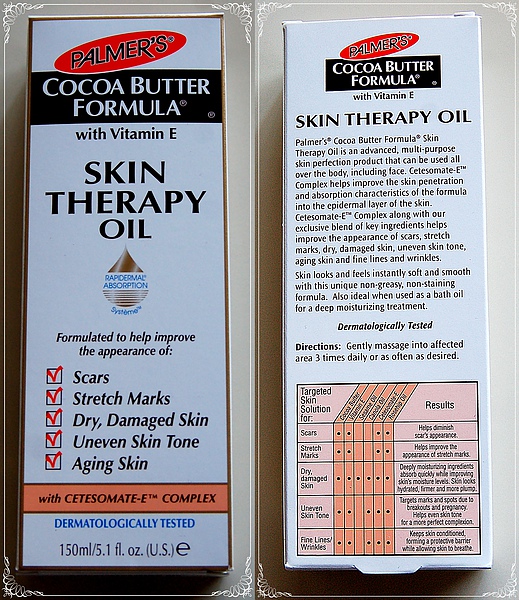 PALMER'S®
COCOA BUTTER
FORMULA® ®
with Vitamin E
SKIN
THERAPY
OIL
RAPIDERMAL®
ABSORPTION
Système™
Formulated to help improve
the appearance of:
Scars
Stretch Marks
Dry, Damaged Skin
Uneven Skin Tone
Aging Skin
with CETESOMATE-E™ COMPLEX
DERMATOLOGICALLY TESTED
150ml/5.1 fl. oz. (U.S.) e
PALMER'S®
COCOA BUTTER
FORMULA® ®
with Vitamin E
SKIN THERAPY OIL
Palmer's® Cocoa Butter Formula® Skin
Therapy Oil is an advanced, multi-purpose
skin perfection product that can be used all
over the body, including face. Cetesomate-E™
Complex helps improve the skin penetration
and absorption characteristics of the formula
into the epidermal layer of the skin.
Cetesomate-E™ Complex along with our
exclusive blend of key ingredients helps
improve the appearance of scars, stretch
marks, dry, damaged skin, uneven skin tone,
aging skin and fine lines and wrinkles.
Skin looks and feels instantly soft and smooth
with this unique non-greasy, non-staining
formula. Also ideal when used as a bath oil
for a deep moisturizing treatment.
Dermatologically Tested
Directions: Gently massage into affected
area 3 times daily or as often as desired.
Targeted
Skin
Solution
for:
Cocoa Butter
Vitamin E
Results
Scars
Helps diminish
scar's appearance.
Stretch
Marks
Helps improve the
appearance of stretch marks.
Dry,
damaged
Skin
Deeply moisturizing ingredients
absorb quickly while improving
skin's moisture levels. Skin looks
hydrated, firmer and more plump.
Uneven
Skin Tone
Targets marks and spots due to
breakouts and pregnancy.
Helps even skin tone
for a more perfect complexion.
Fine Lines/
Wrinkles
Keeps skin conditioned,
forming a protective barrier
while allowing skin to breathe.